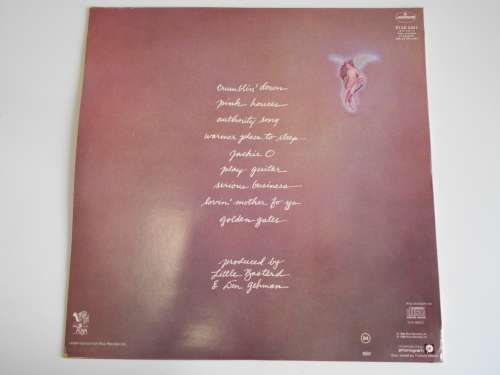 crumblin' down
pink houses
authority song
warmer place to sleep
Jackie O
play guitar
serious business
lovin' mother fo ya
golden gates
produced by
Little Bastard
& Don Gehman